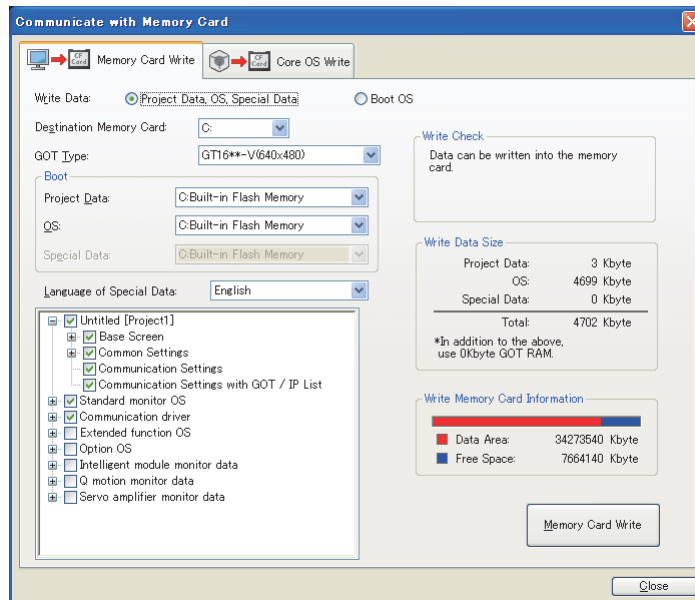 Communicate with Memory Card
CF Card Memory Card Write
CF Card Core OS Write
Write Data: Project Data, OS, Special Data Boot OS
Destination Memory Card: C:
GOT Type: GT16**-V(640x480)
Boot
Project Data: C:Built-in Flash Memory
OS: C:Built-in Flash Memory
Special Data: C:Built-in Flash Memory
Language of Special Data: English
Untitled [Project1]
Base Screen
Common Settings
Communication Settings
Communication Settings with GOT / IP List
Standard monitor OS
Communication driver
Extended function OS
Option OS
Intelligent module monitor data
Q motion monitor data
Servo amplifier monitor data
Write Check
Data can be written into the memory
card.
Write Data Size
Project Data: 3 Kbyte
OS: 4699 Kbyte
Special Data: 0 Kbyte
Total: 4702 Kbyte
*In addition to the above,
use 0Kbyte GOT RAM.
Write Memory Card Information
Data Area: 34273540 Kbyte
Free Space: 7664140 Kbyte
Memory Card Write
Close